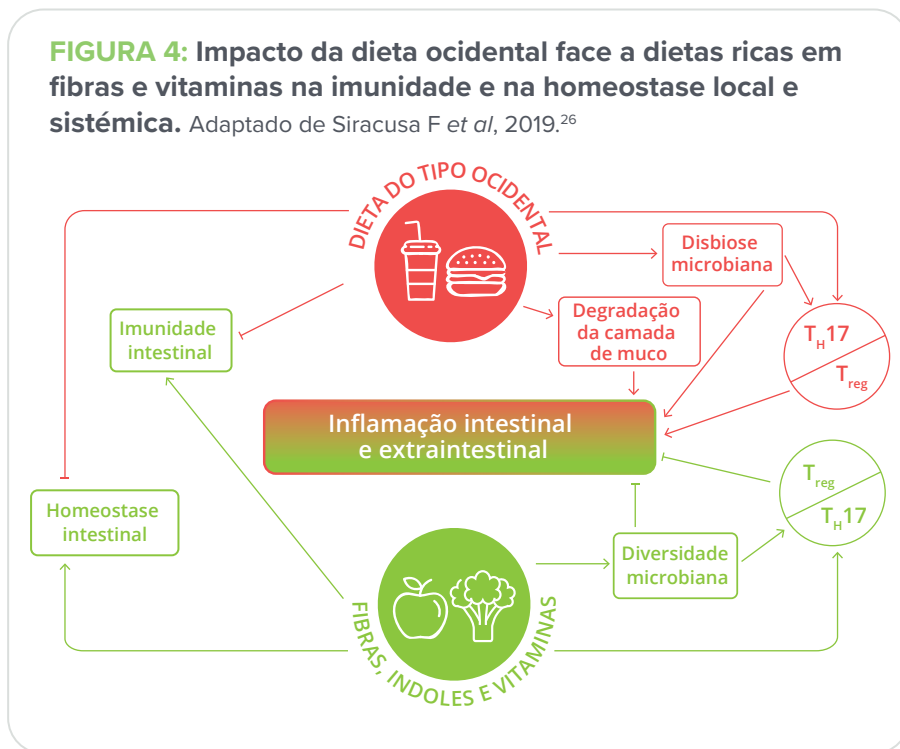 FIGURA 4: Impacto da dieta ocidental face a dietas ricas em
fibras e vitaminas na imunidade e na homeostase local e
sistémica. Adaptado de Siracusa F et al, 2019.26
DIETA DO TIPO OCIDENTAL
Disbiose
microbiana
Imunidade
intestinal
Degradação
da camada
de muco
TH17
Treg
Inflamação intestinal
e extraintestinal
Homeostase
intestinal
Treg
TH17
Diversidade
microbiana
FIBRAS, INDOLES E VITAMINAS